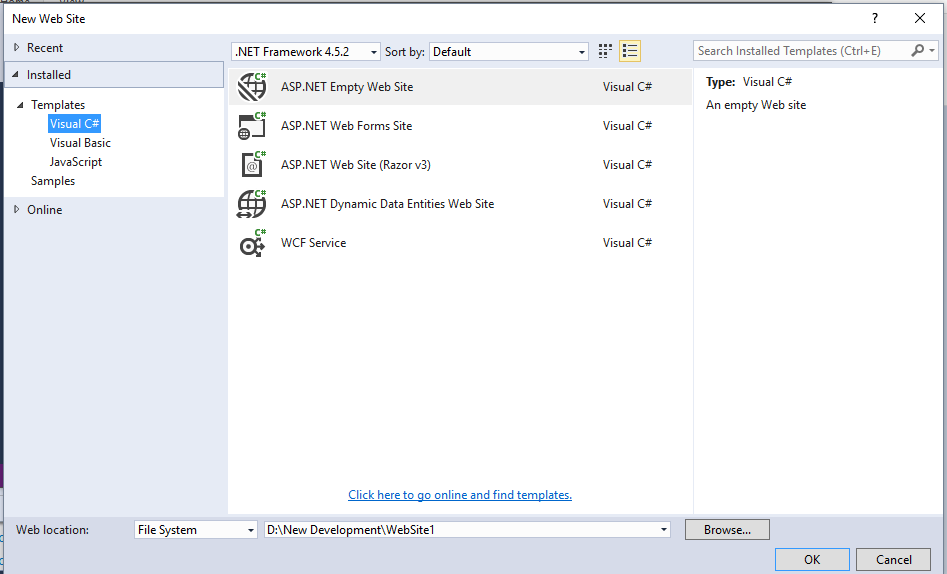 New Web Site
?
Recent
.NET Framework 4.5.2
Sort by:
Default
Search Installed Templates (Ctrl+E)
Installed
Templates
Visual C#
Visual Basic
JavaScript
Samples
Online
C#
ASP.NET Empty Web Site
Visual C#
C#
ASP.NET Web Forms Site
Visual C#
C#
@
ASP.NET Web Site (Razor v3)
Visual C#
C#
ASP.NET Dynamic Data Entities Web Site
Visual C#
C#
WCF Service
Visual C#
Type: Visual C#
An empty Web site
Click here to go online and find templates.
Web location:
File System
D:\New Development\WebSite1
Browse...
OK
Cancel